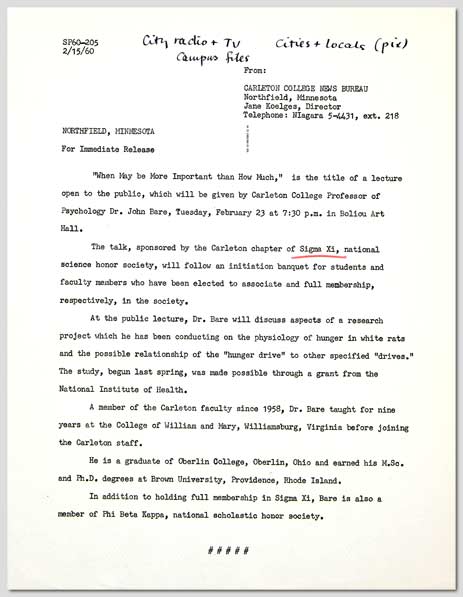 SP60-205
2/15/60
City radio + TV
Campus files
Cities + locals (pix)
From:
CARLETON COLLEGE NEWS BUREAU
Northfield, Minnesota
Jane Koelges, Director
Telephone: NIagara 5-4431, ext. 218
NORTHFIELD, MINNESOTA
For Immediate Release
"When May be More Important than How Much," is the title of a lecture
open to the public, which will be given by Carleton College Professor of
Psychology Dr. John Bare, Tuesday, February 23 at 7:30 p.m. in Boliou Art
Hall.
The talk, sponsored by the Carleton chapter of Sigma Xi, national
science honor society, will follow an initiation banquet for students and
faculty members who have been elected to associate and full membership,
respectively, in the society.
At the public lecture, Dr. Bare will discuss aspects of a research
project which he has been conducting on the physiology of hunger in white rats
and the possible relationship of the "hunger drive" to other specified "drives."
The study, begun last spring, was made possible through a grant from the
National Institute of Health.
A member of the Carleton faculty since 1958, Dr. Bare taught for nine
years at the College of Willian and Mary, Williamsburg, Virginia before joining
the Carleton staff.
He is a graduate of Oberlin College, Oberlin, Ohio and earned his M.Sc.
and Ph.D. degrees at Brown University, Providence, Rhode Island.
In addition to holding full membership in Sigma Xi, Bare is also a
member of Phi Beta Kappa, national scholastic honor society.
# # # # #